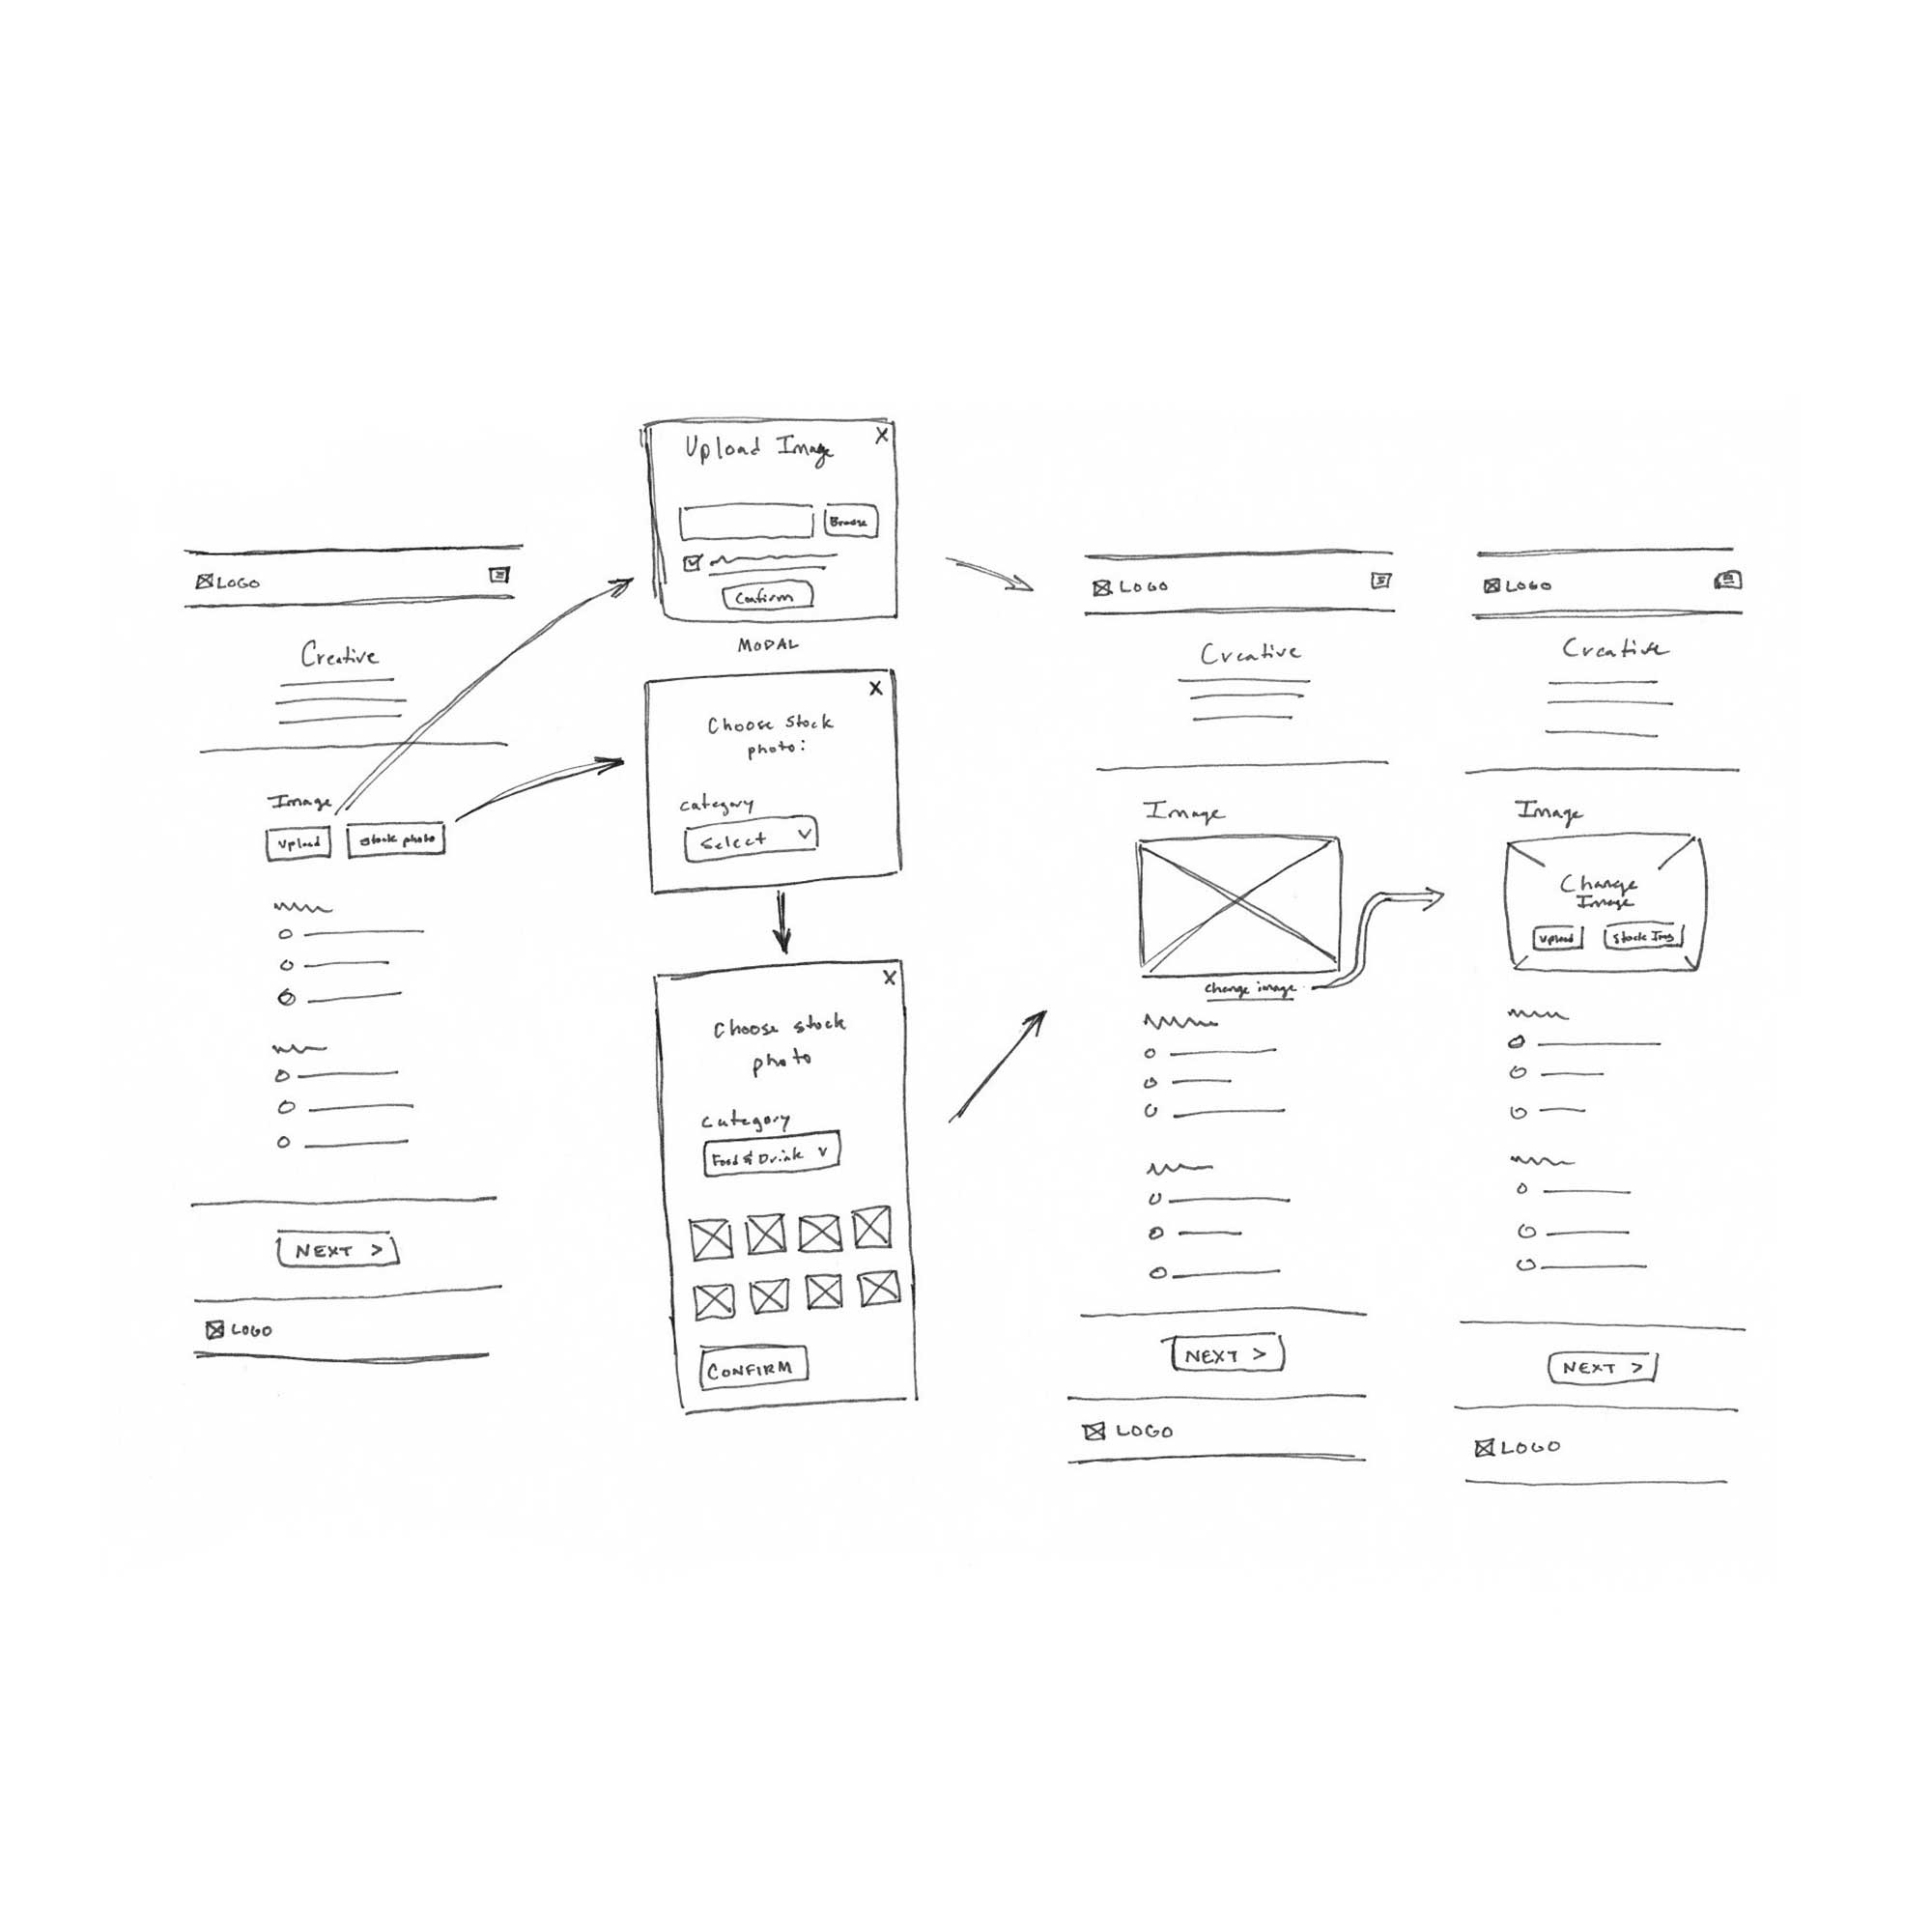 LOGO
Creative
Image
Upload
Stock photo
NEXT >
LOGO
Upload Image
X
Browse
Confirm
MODAL
X
Choose stock
photo:
Category
Select
X
Choose stock
photo
Category
Food & Drink
CONFIRM
LOGO
Creative
Image
change image
NEXT >
LOGO
LOGO
Creative
Image
Change
Image
Upload
Stock Img
NEXT >
LOGO